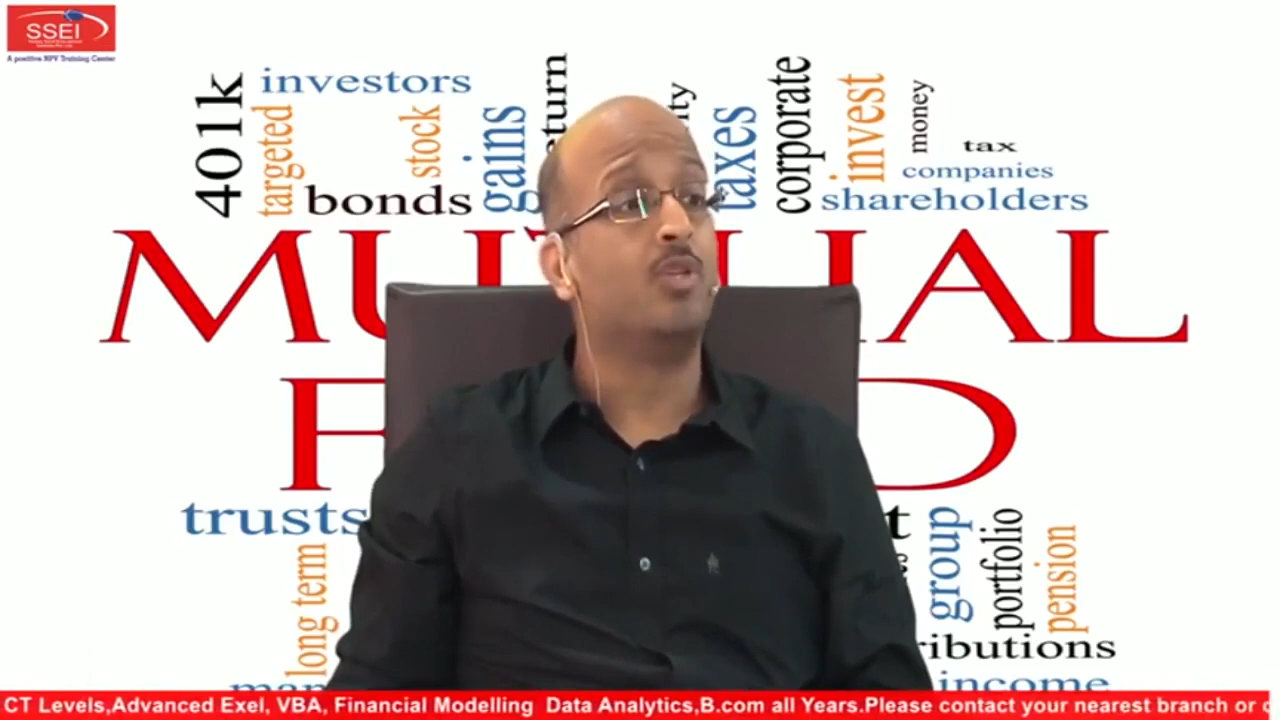 SSEI
A positive NPV Training Center
401k
investors
targeted
stock
gains
bonds
taxes
corporate
invest
money
tax
companies
shareholders
trusts
long term
group
portfolio
pension
income
CT Levels,Advanced Exel, VBA, Financial Modelling Data Analytics,B.com all Years.Please contact your nearest branch or